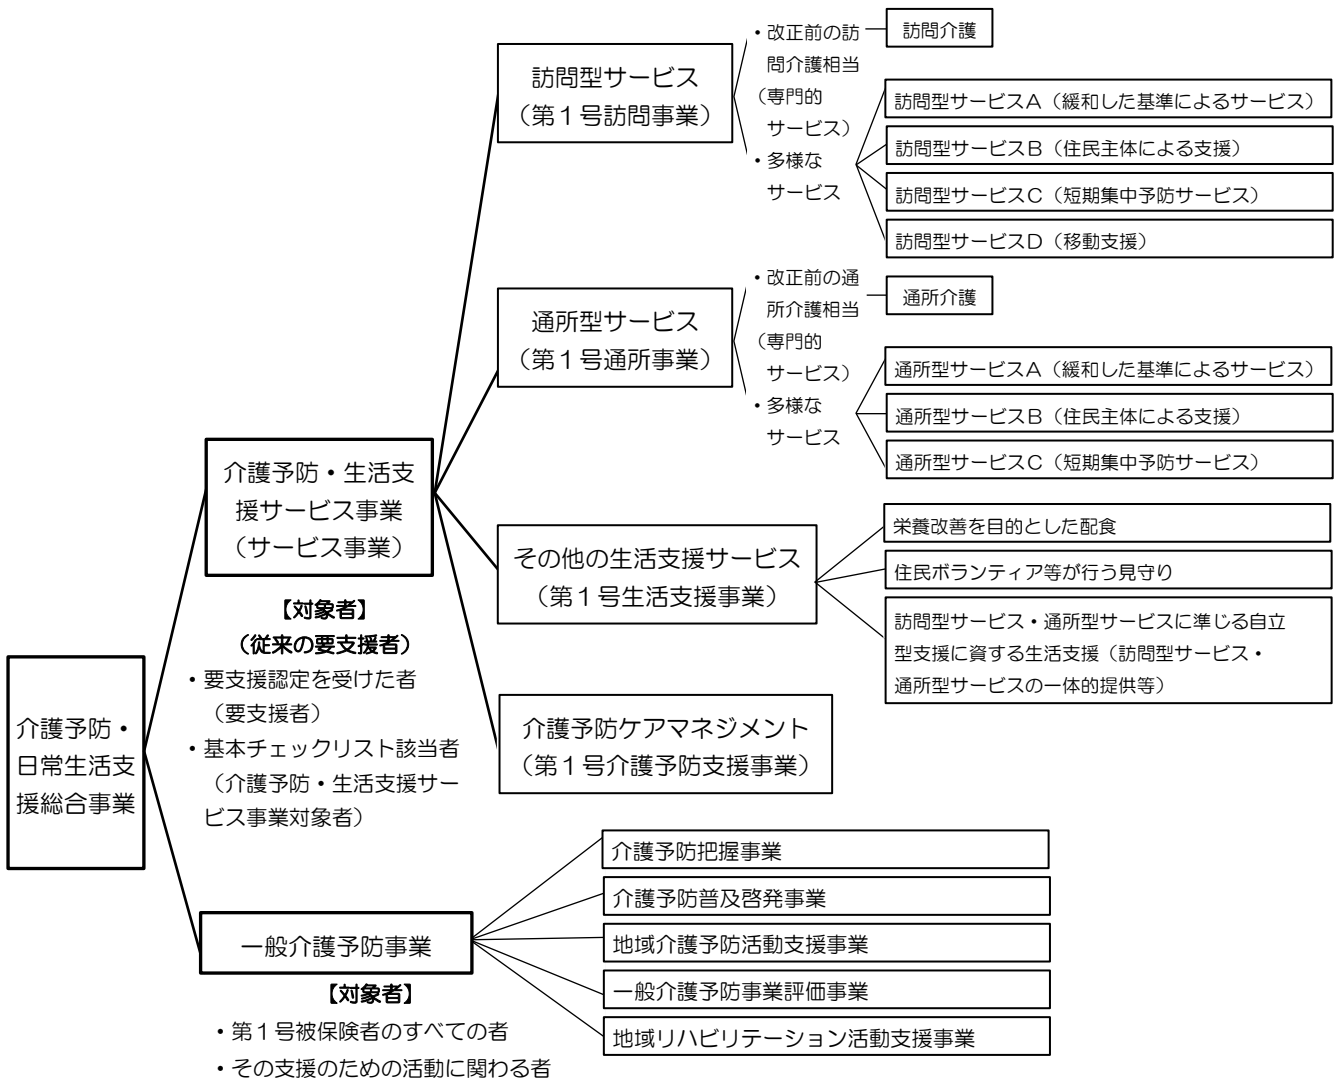 介護予防・
日常生活支
援総合事業
介護予防・生活支
援サービス事業
（サービス事業）
【対象者】
（従来の要支援者）
・要支援認定を受けた者
（要支援者）
・基本チェックリスト該当者
（介護予防・生活支援サー
ビス事業対象者）
訪問型サービス
（第１号訪問事業）
・改正前の訪
問介護相当
（専門的
サービス）
・多様な
サービス
訪問介護
訪問型サービスＡ（緩和した基準によるサービス）
訪問型サービスＢ（住民主体による支援）
訪問型サービスＣ（短期集中予防サービス）
訪問型サービスＤ（移動支援）
通所型サービス
（第１号通所事業）
・改正前の通
所介護相当
（専門的
サービス）
・多様な
サービス
通所介護
通所型サービスＡ（緩和した基準によるサービス）
通所型サービスＢ（住民主体による支援）
通所型サービスＣ（短期集中予防サービス）
その他の生活支援サービス
（第１号生活支援事業）
栄養改善を目的とした配食
住民ボランティア等が行う見守り
訪問型サービス・通所型サービスに準じる自立
型支援に資する生活支援（訪問型サービス・
通所型サービスの一体的提供等）
介護予防ケアマネジメント
（第１号介護予防支援事業）
一般介護予防事業
【対象者】
・第１号被保険者のすべての者
・その支援のための活動に関わる者
介護予防把握事業
介護予防普及啓発事業
地域介護予防活動支援事業
一般介護予防事業評価事業
地域リハビリテーション活動支援事業